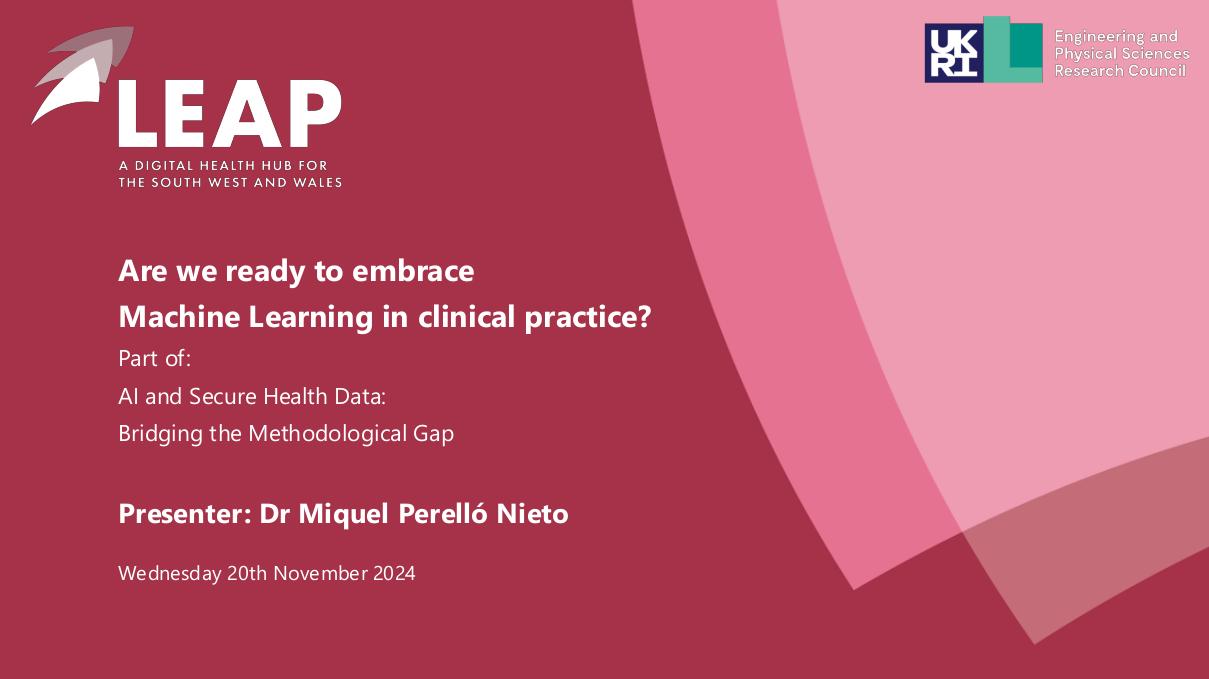 LEAP
A DIGITAL HEALTH HUB FOR
THE SOUTH WEST AND WALES
UK
RI
Engineering and
Physical Sciences
Research Council
Are we ready to embrace
Machine Learning in clinical practice?
Part of:
AI and Secure Health Data:
Bridging the Methodological Gap
Presenter: Dr Miquel Perelló Nieto
Wednesday 20th November 2024